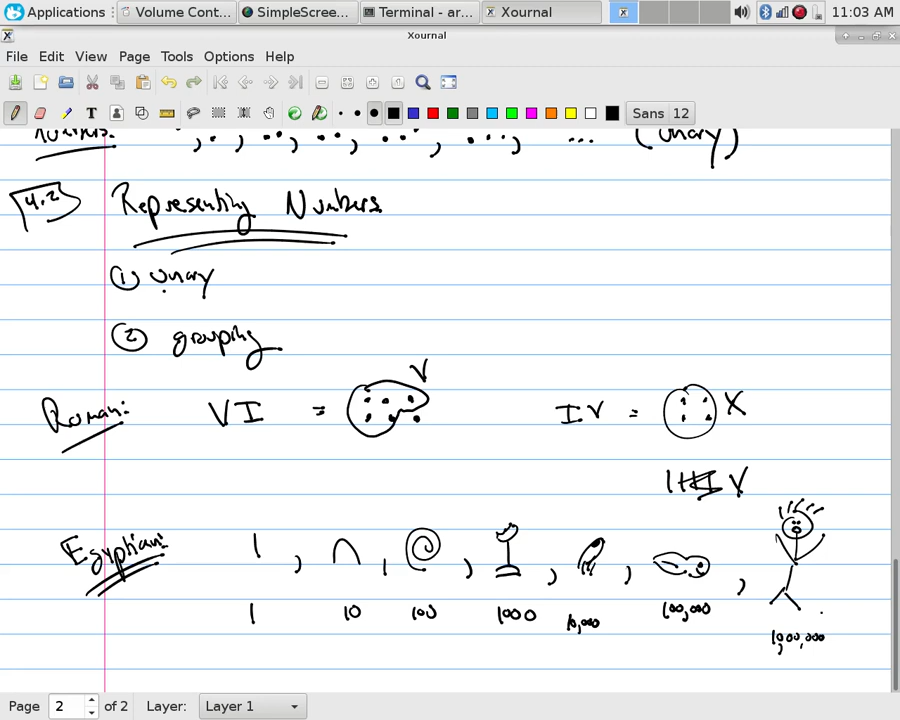 Applications Volume Cont... SimpleScree... Terminal - ar... Xournal 11:03 AM
Xournal
File Edit View Page Tools Options Help
T Sans 12
, , , , , ... (unary)
4.2 Representing Numbers
① unary
② grouping
V
Roman: VI = IV = X
V
Egyptian: 1 , , , , , ,
1 10 100 1000 10,000 100,000
1,000,000
Page 2 of 2 Layer: Layer 1